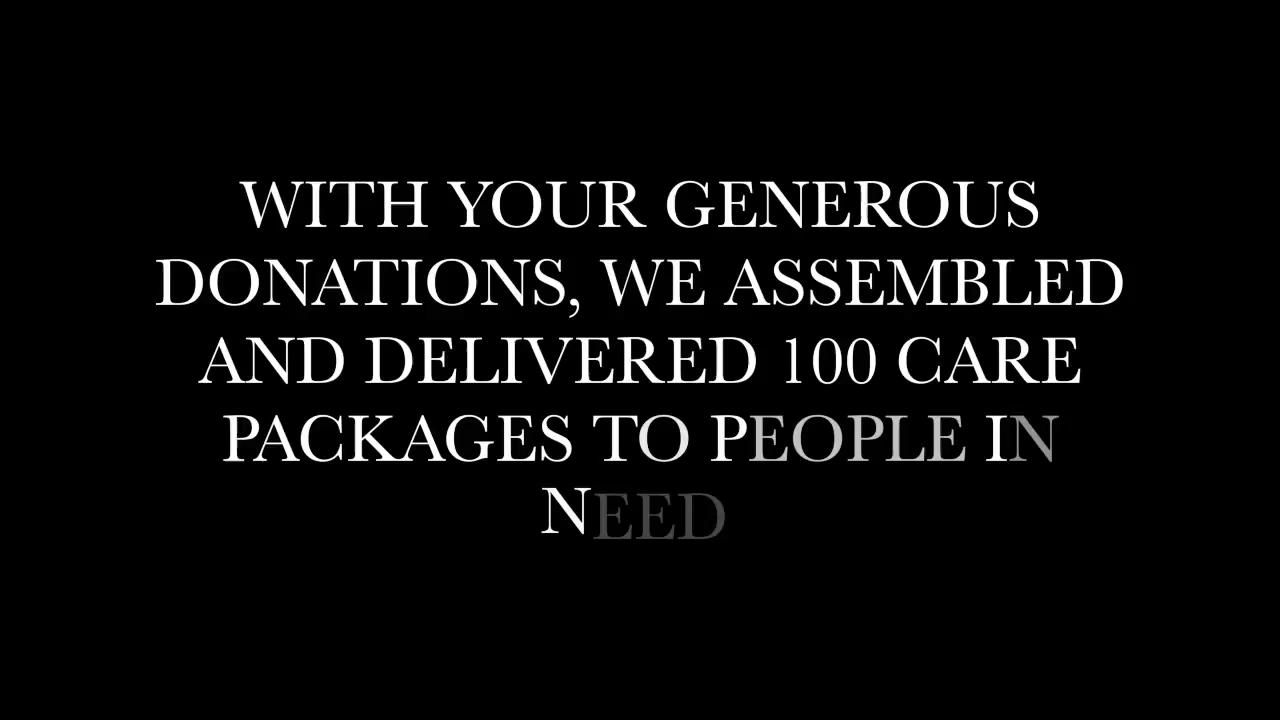 WITH YOUR GENEROUS
DONATIONS, WE ASSEMBLED
AND DELIVERED 100 CARE
PACKAGES TO PEOPLE IN
NEED